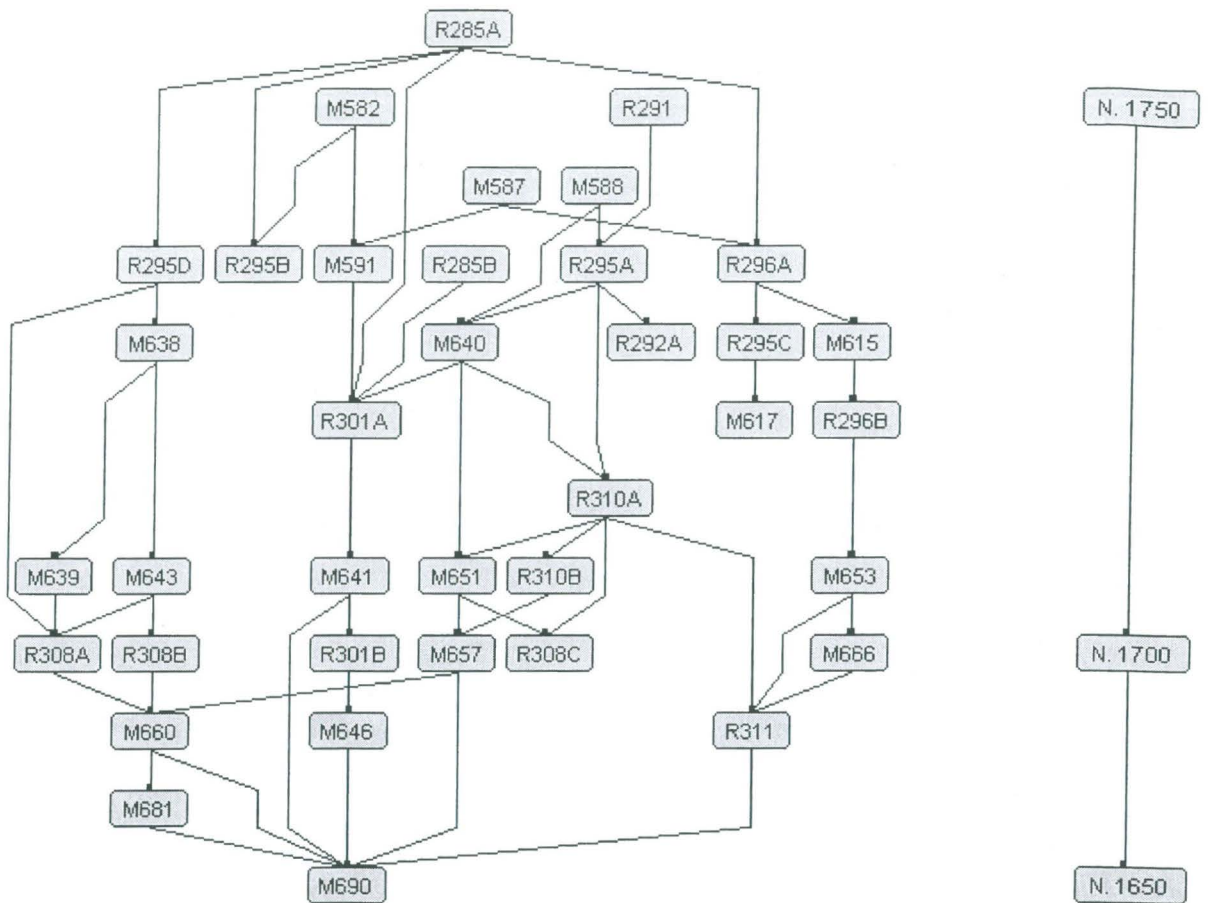 R285A
M582
R291
N. 1750
M587
M588
R295D
R295B
M591
R285B
R295A
R296A
M638
M640
R292A
R295C
M615
R301A
M617
R296B
R310A
M639
M643
M641
M651
R310B
M653
R308A
R308B
R301B
M657
R308C
M666
N. 1700
M660
M646
R311
M681
M690
N. 1650